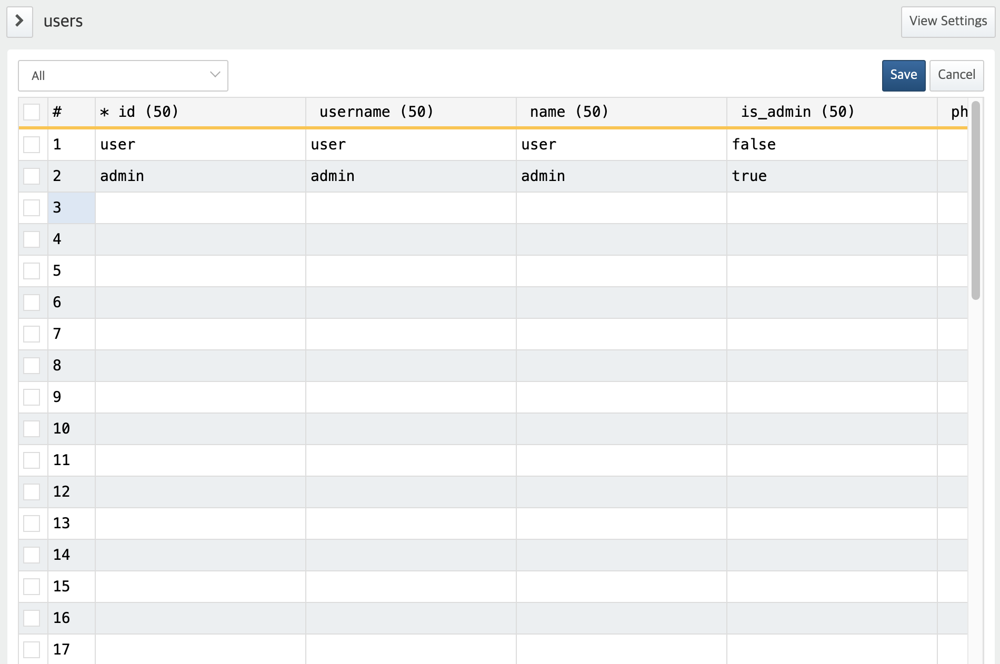 users
View Settings
All
Save Cancel
# * id (50) username (50) name (50) is_admin (50) ph
1 user user user false
2 admin admin admin true
3
4
5
6
7
8
9
10
11
12
13
14
15
16
17